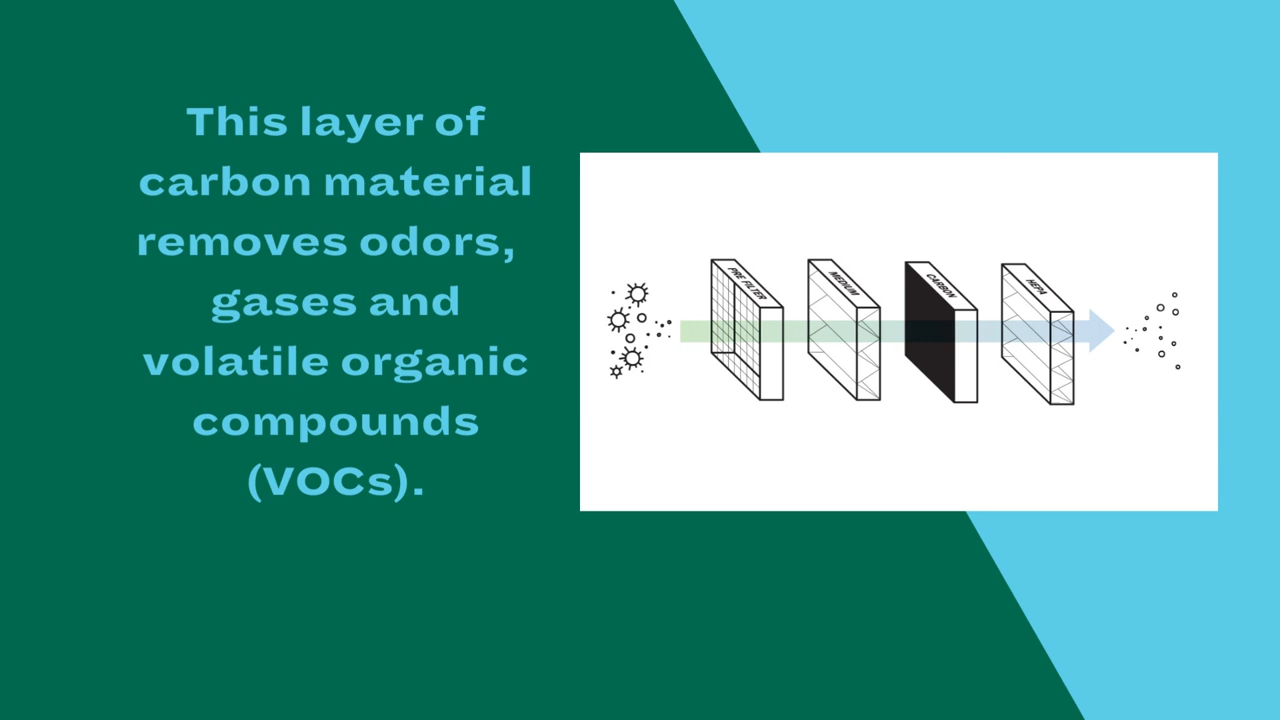 This layer of
carbon material
removes odors,
gases and
volatile organic
compounds
(VOCs).
PRE FILTER
MEDIUM
CARBON
HEPA